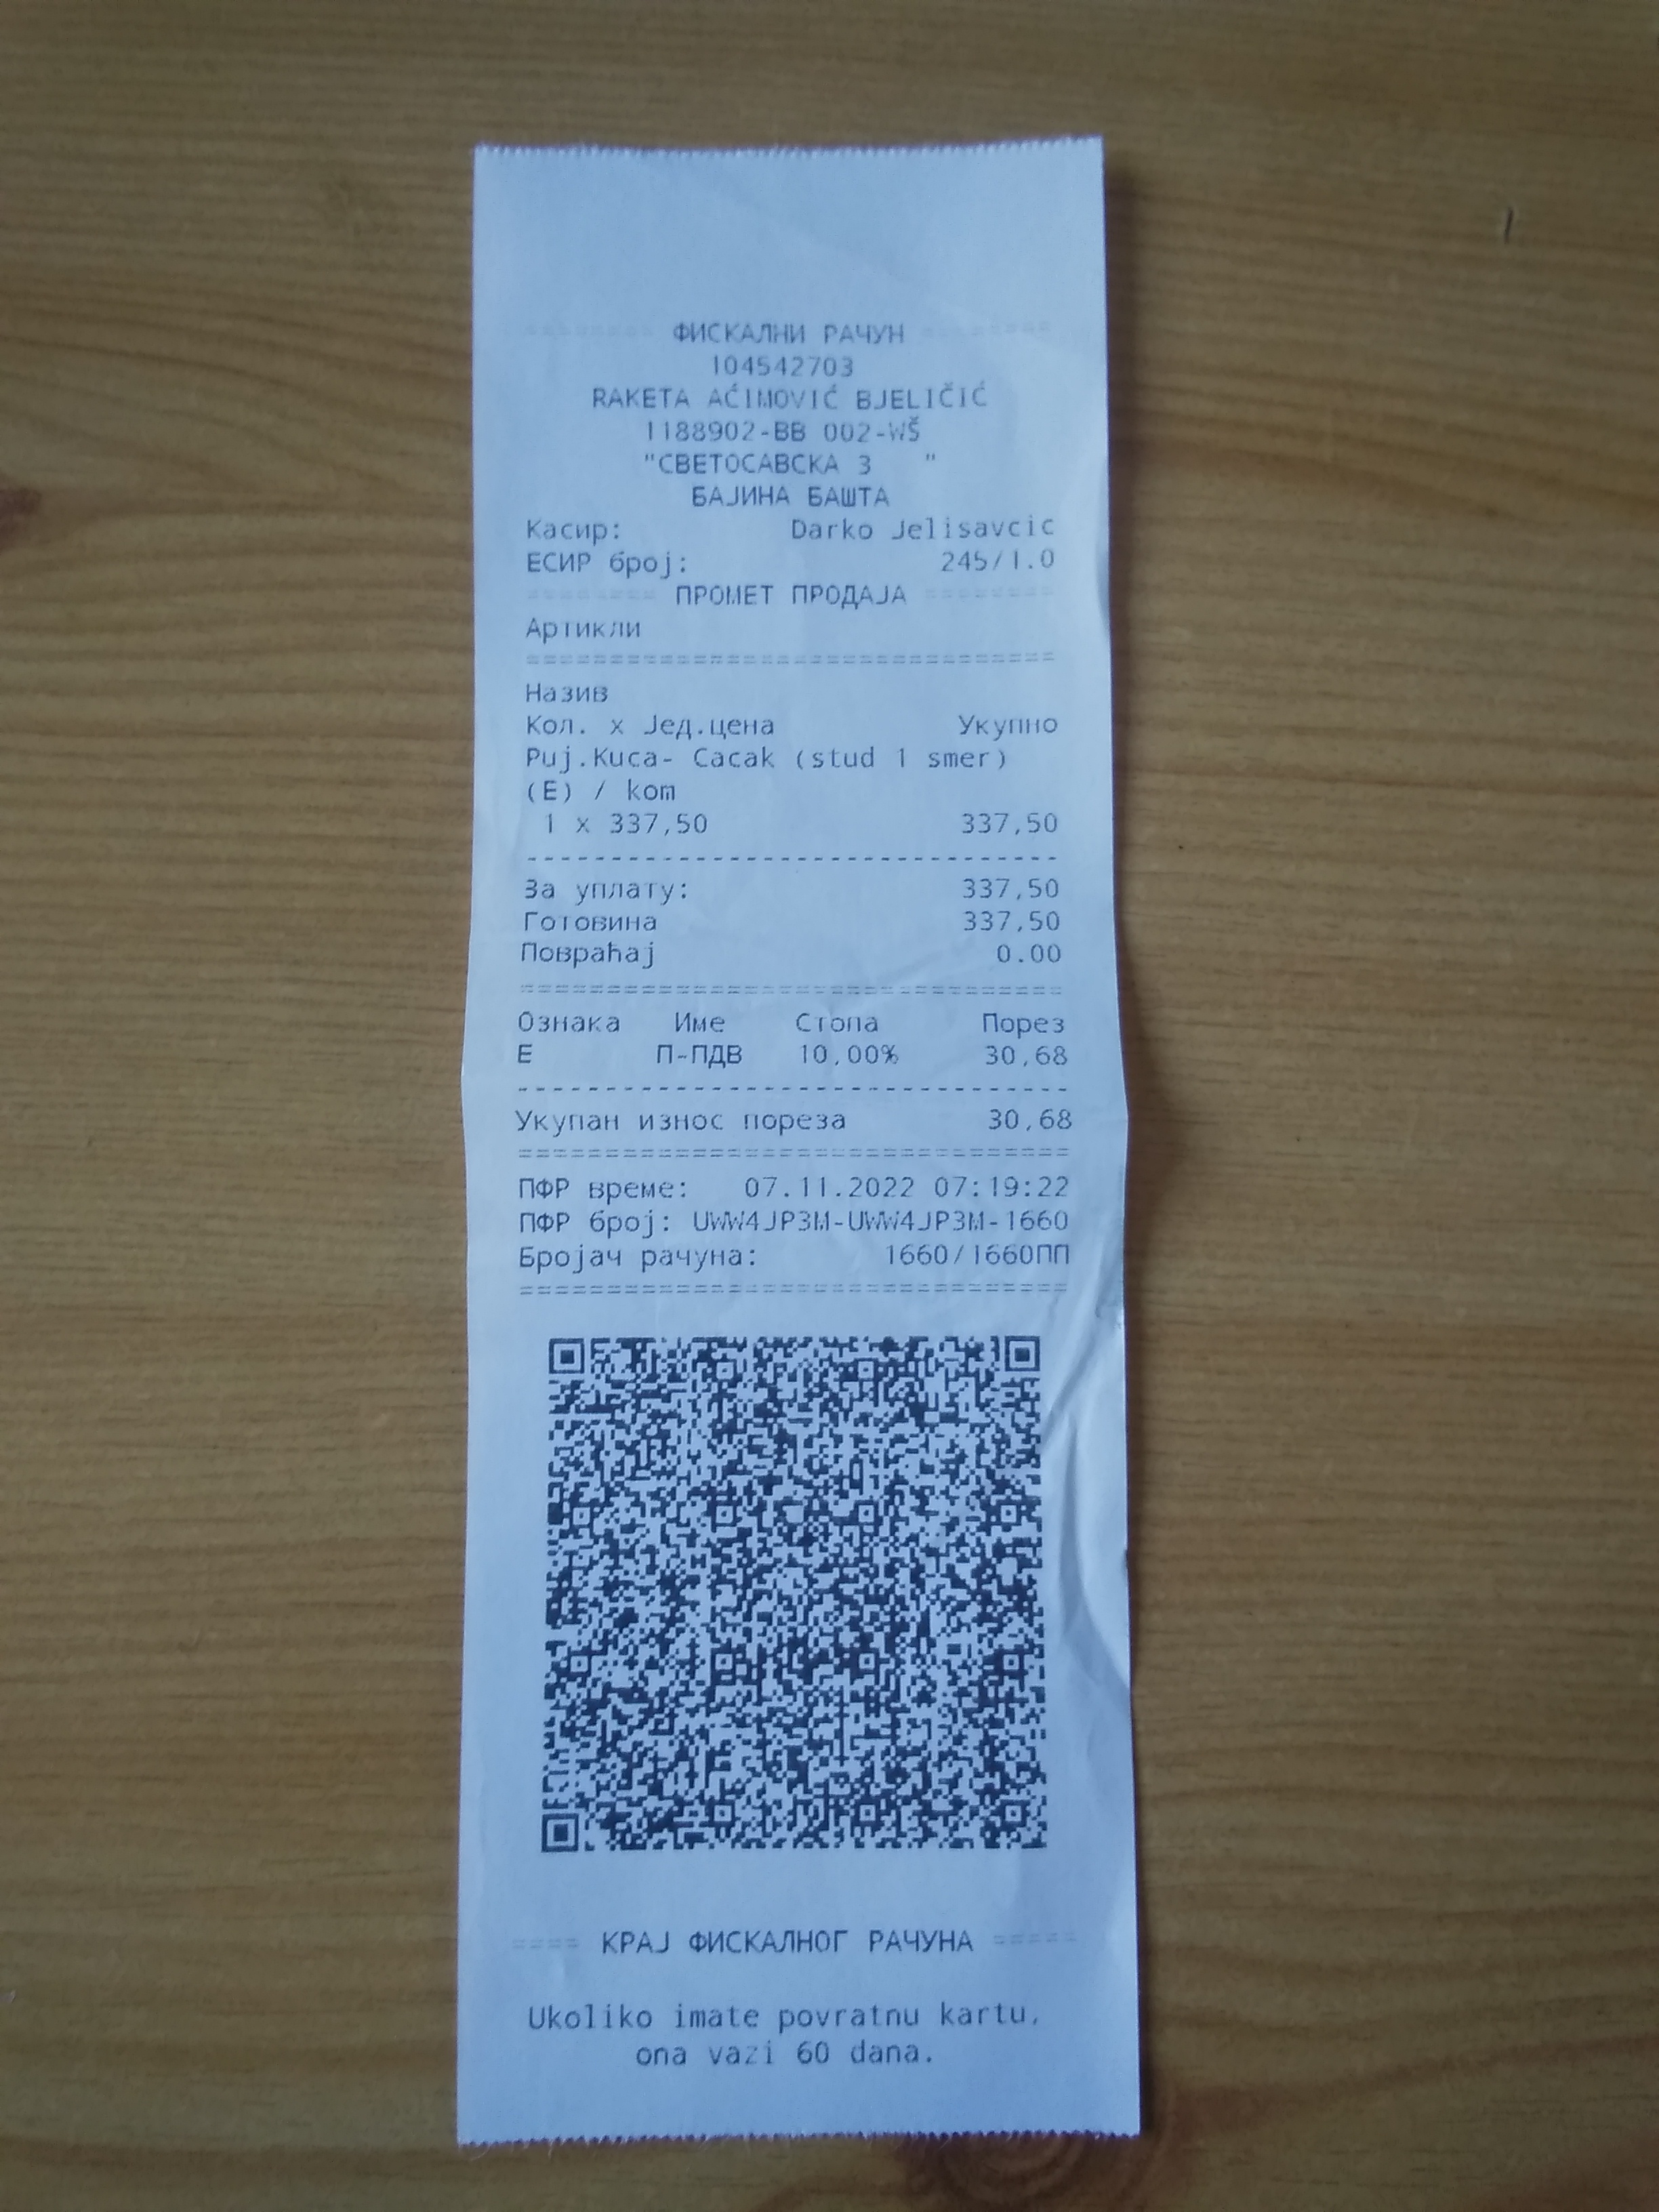 ======== ФИСКАЛНИ РАЧУН ========
104542703
RAKETA AĆIMOVIĆ BJELIČIĆ
1188902-BB 002-WŠ
"СВЕТОСАВСКА 3   "
БАЈИНА БАШТА
Касир: Darko Jelisavcic
ЕСИР број: 245/1.0
======== ПРОМЕТ ПРОДАЈА ========
Артикли
================================
Назив
Кол. x Јед.цена Укупно
Puj.Kuca- Cacak (stud 1 smer)
(E) / kom
1 x 337,50 337,50
--------------------------------
За уплату: 337,50
Готовина 337,50
Повраћај 0.00
================================
Ознака Име Стопа Порез
Е П-ПДВ 10,00% 30,68
--------------------------------
Укупан износ пореза 30,68
================================
ПФР време: 07.11.2022 07:19:22
ПФР број: UWW4JP3M-UWW4JP3M-1660
Бројач рачуна: 1660/1660ПП
================================
==== КРАЈ ФИСКАЛНОГ РАЧУНА =====
Ukoliko imate povratnu kartu,
ona vazi 60 dana.